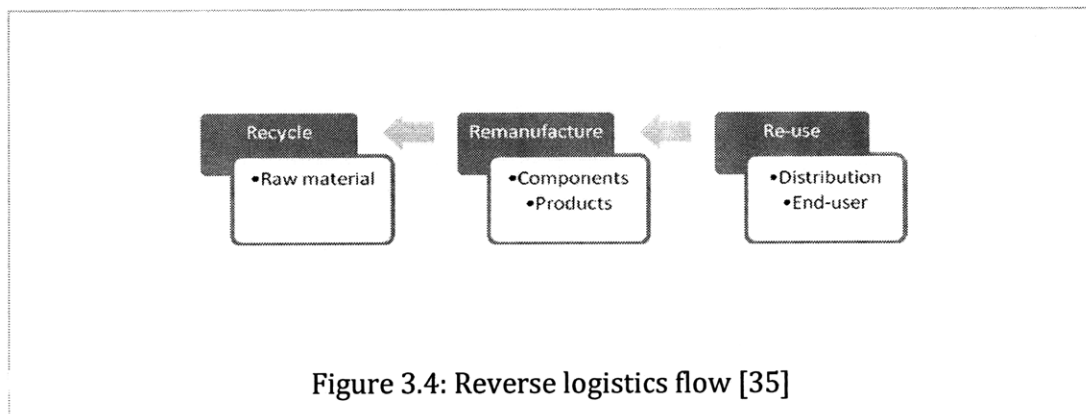 Recycle
•Raw material
Remanufacture
•Components
•Products
Re-use
•Distribution
•End-user
Figure 3.4: Reverse logistics flow [35]